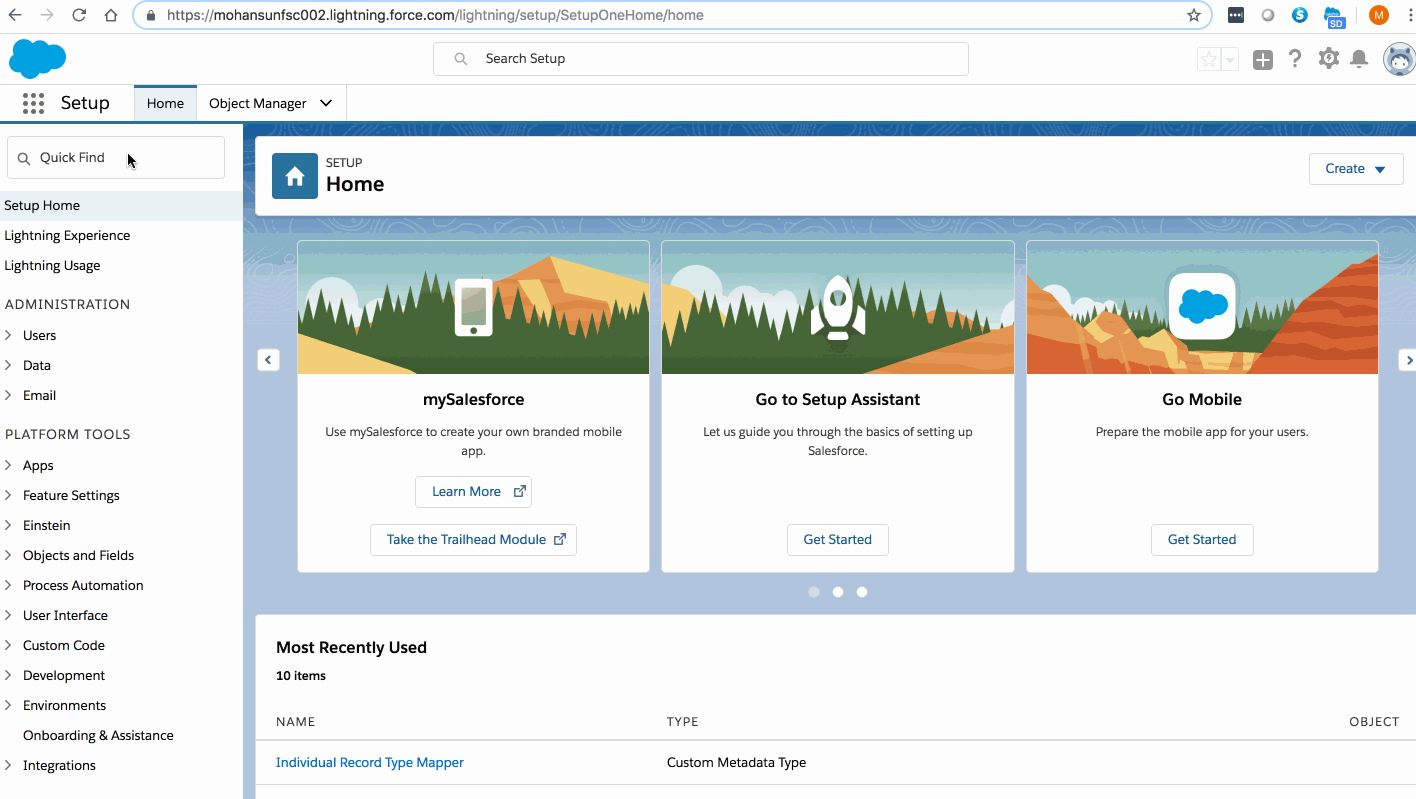 https://mohansunfsc002.lightning.force.com/lightning/setup/SetupOneHome/home
SD
M
Search Setup
Setup
Home
Object Manager
Quick Find
Setup Home
Lightning Experience
Lightning Usage
ADMINISTRATION
Users
Data
Email
PLATFORM TOOLS
Apps
Feature Settings
Einstein
Objects and Fields
Process Automation
User Interface
Custom Code
Development
Environments
Onboarding & Assistance
Integrations
SETUP
Home
Create
mySalesforce
Use mySalesforce to create your own branded mobile
app.
Learn More
Take the Trailhead Module
Go to Setup Assistant
Let us guide you through the basics of setting up
Salesforce.
Get Started
Go Mobile
Prepare the mobile app for your users.
Get Started
Most Recently Used
10 items
NAME TYPE OBJECT
Individual Record Type Mapper Custom Metadata Type